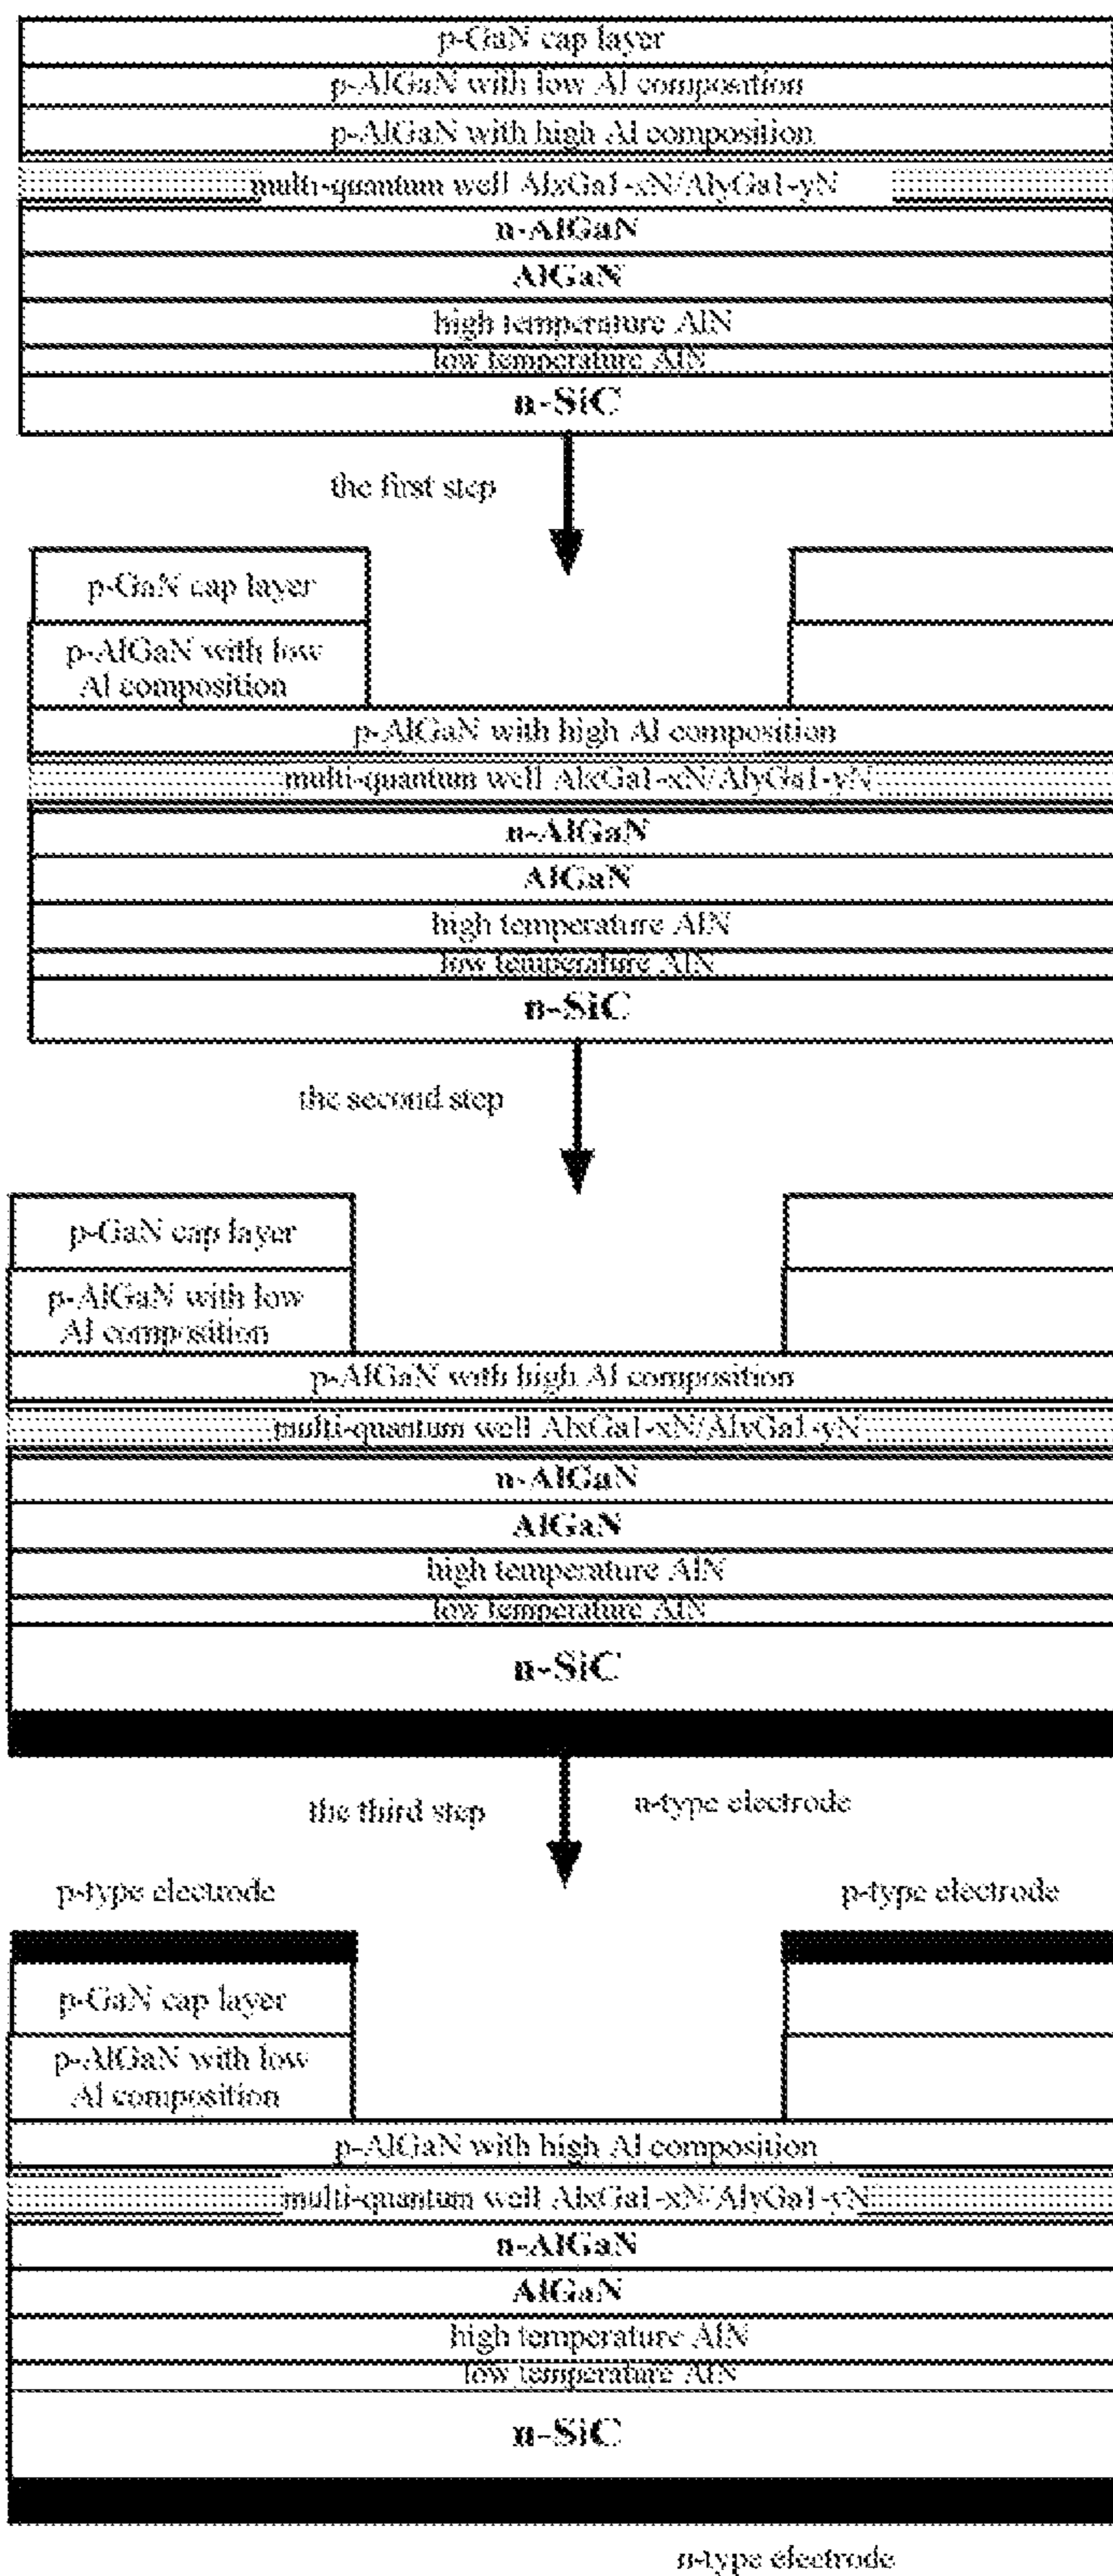 p-GaN cap layer
p-AlGaN with low Al composition
p-AlGaN with high Al composition
multi-quantum well AlxGa1-xN/AlyGa1-yN
n-AlGaN
AlGaN
high temperature AlN
low temperature AlN
n-SiC
the first step
p-GaN cap layer
p-AlGaN with low
Al composition
p-AlGaN with high Al composition
multi-quantum well AlxGa1-xN/AlyGa1-yN
n-AlGaN
AlGaN
high temperature AlN
low temperature AlN
n-SiC
the second step
p-GaN cap layer
p-AlGaN with low
Al composition
p-AlGaN with high Al composition
multi-quantum well AlxGa1-xN/AlyGa1-yN
n-AlGaN
AlGaN
high temperature AlN
low temperature AlN
n-SiC
the third step
n-type electrode
p-type electrode
p-type electrode
p-GaN cap layer
p-AlGaN with low
Al composition
p-AlGaN with high Al composition
multi-quantum well AlxGa1-xN/AlyGa1-yN
n-AlGaN
AlGaN
high temperature AlN
low temperature AlN
n-SiC
n-type electrode